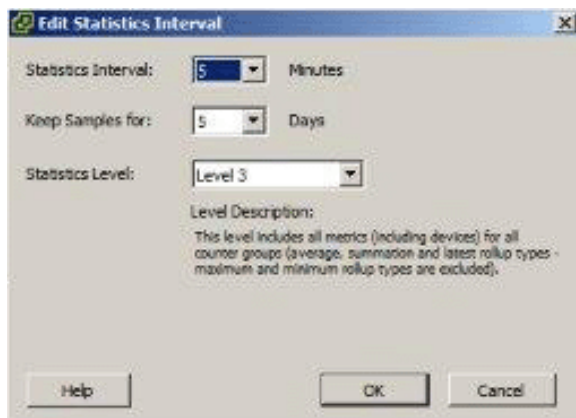 Edit Statistics Interval
Statistics Interval: 5 Minutes
Keep Samples for: 5 Days
Statistics Level: Level 3
Level Description:
This level includes all metrics (including devices) for all
counter groups (average, summation and latest rollup types -
maximum and minimum rollup types are excluded).
Help OK Cancel